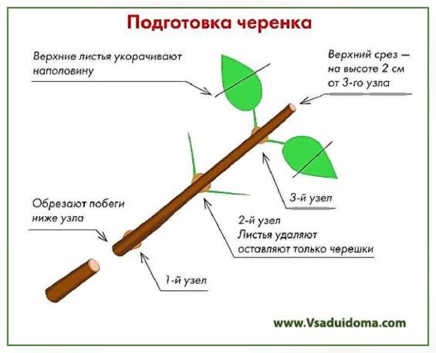 Подготовка черенка
Верхние листья укорачивают
наполовину
Верхний срез —
на высоте 2 см
от 3-го узла
Обрезают побеги
ниже узла
3-й узел
2-й узел
Листья удаляют
оставляют только черешки
1-й узел
www.Vsaduidoma.com